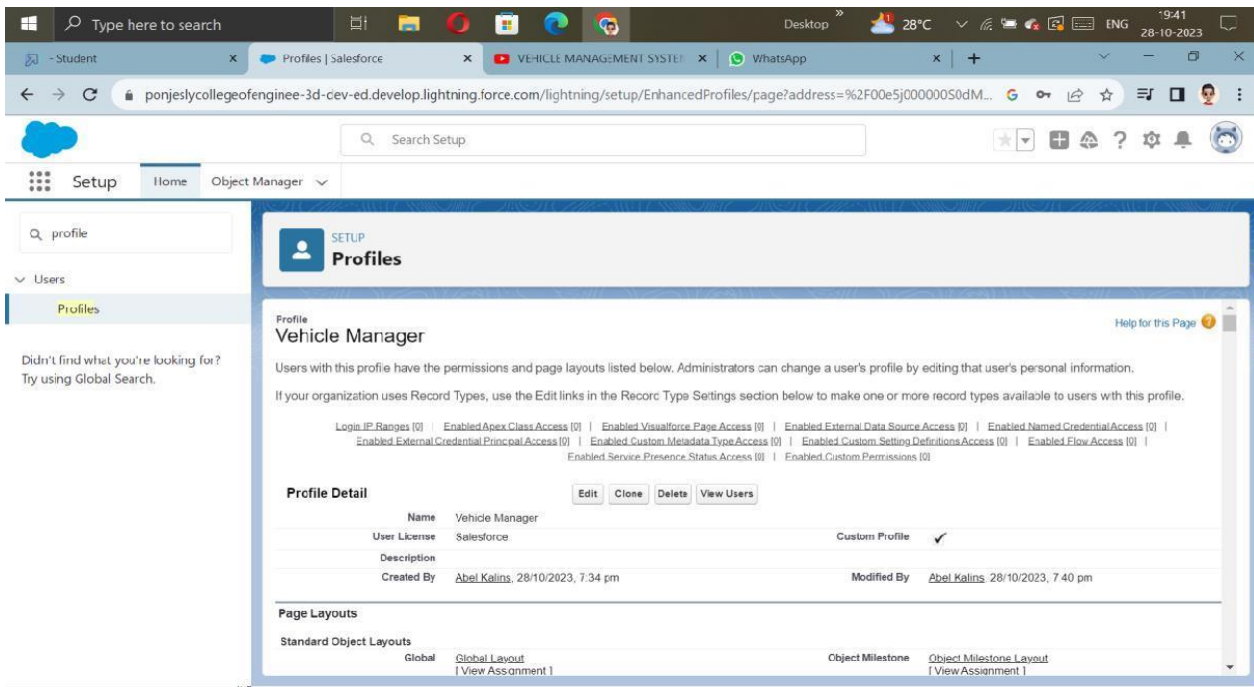 Type here to search
Desktop »
28°C
ENG
19:41
28-10-2023
- Student
Profiles | Salesforce
VEHICLE MANAGEMENT SYSTEM
WhatsApp
ponjeslycollegeofenginee-3d-dev-ed.develop.lightning.force.com/lightning/setup/EnhancedProfiles/page?address=%2F00e5j000000S0dM...
Search Setup
Setup
Home
Object Manager
profile
Users
Profiles
Didn't find what you're looking for?
Try using Global Search.
SETUP
Profiles
Profile
Vehicle Manager
Help for this Page
Users with this profile have the permissions and page layouts listed below. Administrators can change a user's profile by editing that user's personal information.
If your organization uses Record Types, use the Edit links in the Record Type Settings section below to make one or more record types available to users with this profile.
Login IP Ranges [0] | Enabled Apex Class Access [0] | Enabled Visualforce Page Access [0] | Enabled External Data Source Access [0] | Enabled Named Credential Access [0] |
Enabled External Credential Principal Access [0] | Enabled Custom Metadata Type Access [0] | Enabled Custom Setting Definitions Access [0] | Enabled Flow Access [0] |
Enabled Service Presence Status Access [0] | Enabled Custom Permissions [0]
Profile Detail
Edit Clone Delete View Users
Name Vehicle Manager
User License Salesforce Custom Profile ✓
Description
Created By Abel Kalins, 28/10/2023, 7:34 pm Modified By Abel Kalins, 28/10/2023, 7:40 pm
Page Layouts
Standard Object Layouts
Global Global Layout Object Milestone Object Milestone Layout
[ View Assignment ] [ View Assignment ]